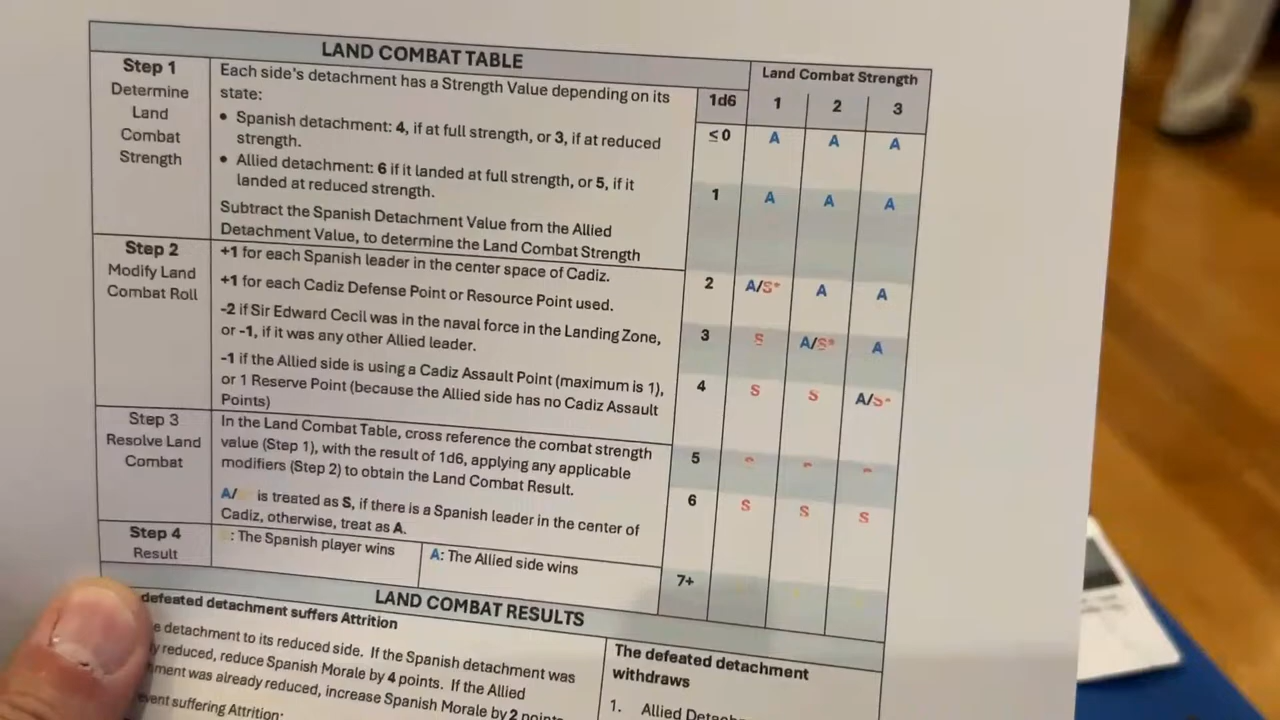 LAND COMBAT TABLE
Step 1
Determine
Land
Combat
Strength
Each side's detachment has a Strength Value depending on its
state:
• Spanish detachment: 4, if at full strength, or 3, if at reduced
strength.
• Allied detachment: 6 if it landed at full strength, or 5, if it
landed at reduced strength.
Subtract the Spanish Detachment Value from the Allied
Detachment Value, to determine the Land Combat Strength
Step 2
Modify Land
Combat Roll
+1 for each Spanish leader in the center space of Cadiz.
+1 for each Cadiz Defense Point or Resource Point used.
-2 if Sir Edward Cecil was in the naval force in the Landing Zone,
or -1, if it was any other Allied leader.
-1 if the Allied side is using a Cadiz Assault Point (maximum is 1),
or 1 Reserve Point (because the Allied side has no Cadiz Assault
Points)
Step 3
Resolve Land
Combat
In the Land Combat Table, cross reference the combat strength
value (Step 1), with the result of 1d6, applying any applicable
modifiers (Step 2) to obtain the Land Combat Result.
A/ is treated as S, if there is a Spanish leader in the center of
Cadiz, otherwise, treat as A.
Step 4
Result
: The Spanish player wins
A: The Allied side wins
Land Combat Strength
1d6 1 2 3
≤0 A A A
1 A A A
2 A/S* A A
3 S A/S* A
4 S S A/S*
5
6 S S S
7+
LAND COMBAT RESULTS
defeated detachment suffers Attrition
detachment to its reduced side. If the Spanish detachment was
reduced, reduce Spanish Morale by 4 points. If the Allied
was already reduced, increase Spanish Morale by 2 points
suffering Attrition:
The defeated detachment
withdraws
1. Allied